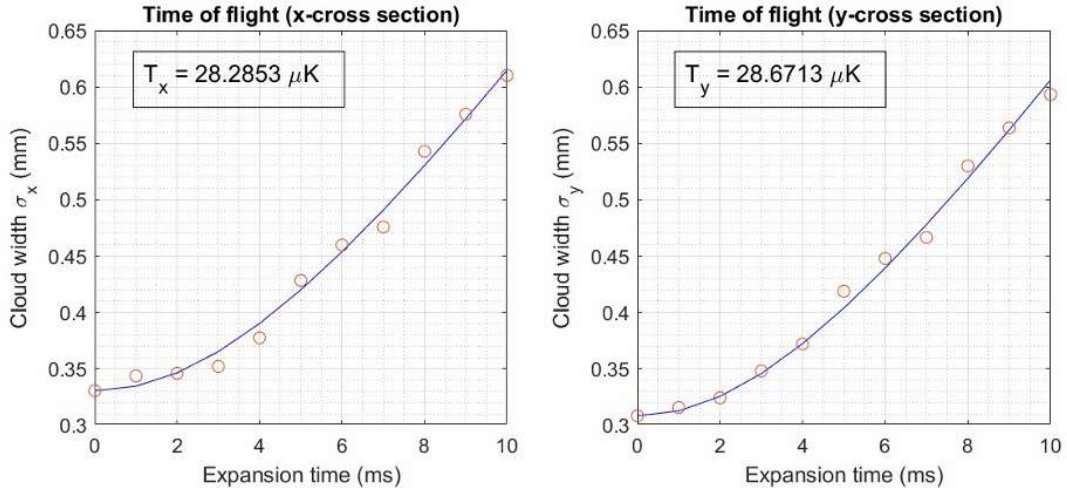 Time of flight (x-cross section)
T_x = 28.2853 μK
Cloud width σ_x (mm)
0.65
0.6
0.55
0.5
0.45
0.4
0.35
0.3
0 2 4 6 8 10
Expansion time (ms)
Time of flight (y-cross section)
T_y = 28.6713 μK
Cloud width σ_y (mm)
0.65
0.6
0.55
0.5
0.45
0.4
0.35
0.3
0 2 4 6 8 10
Expansion time (ms)